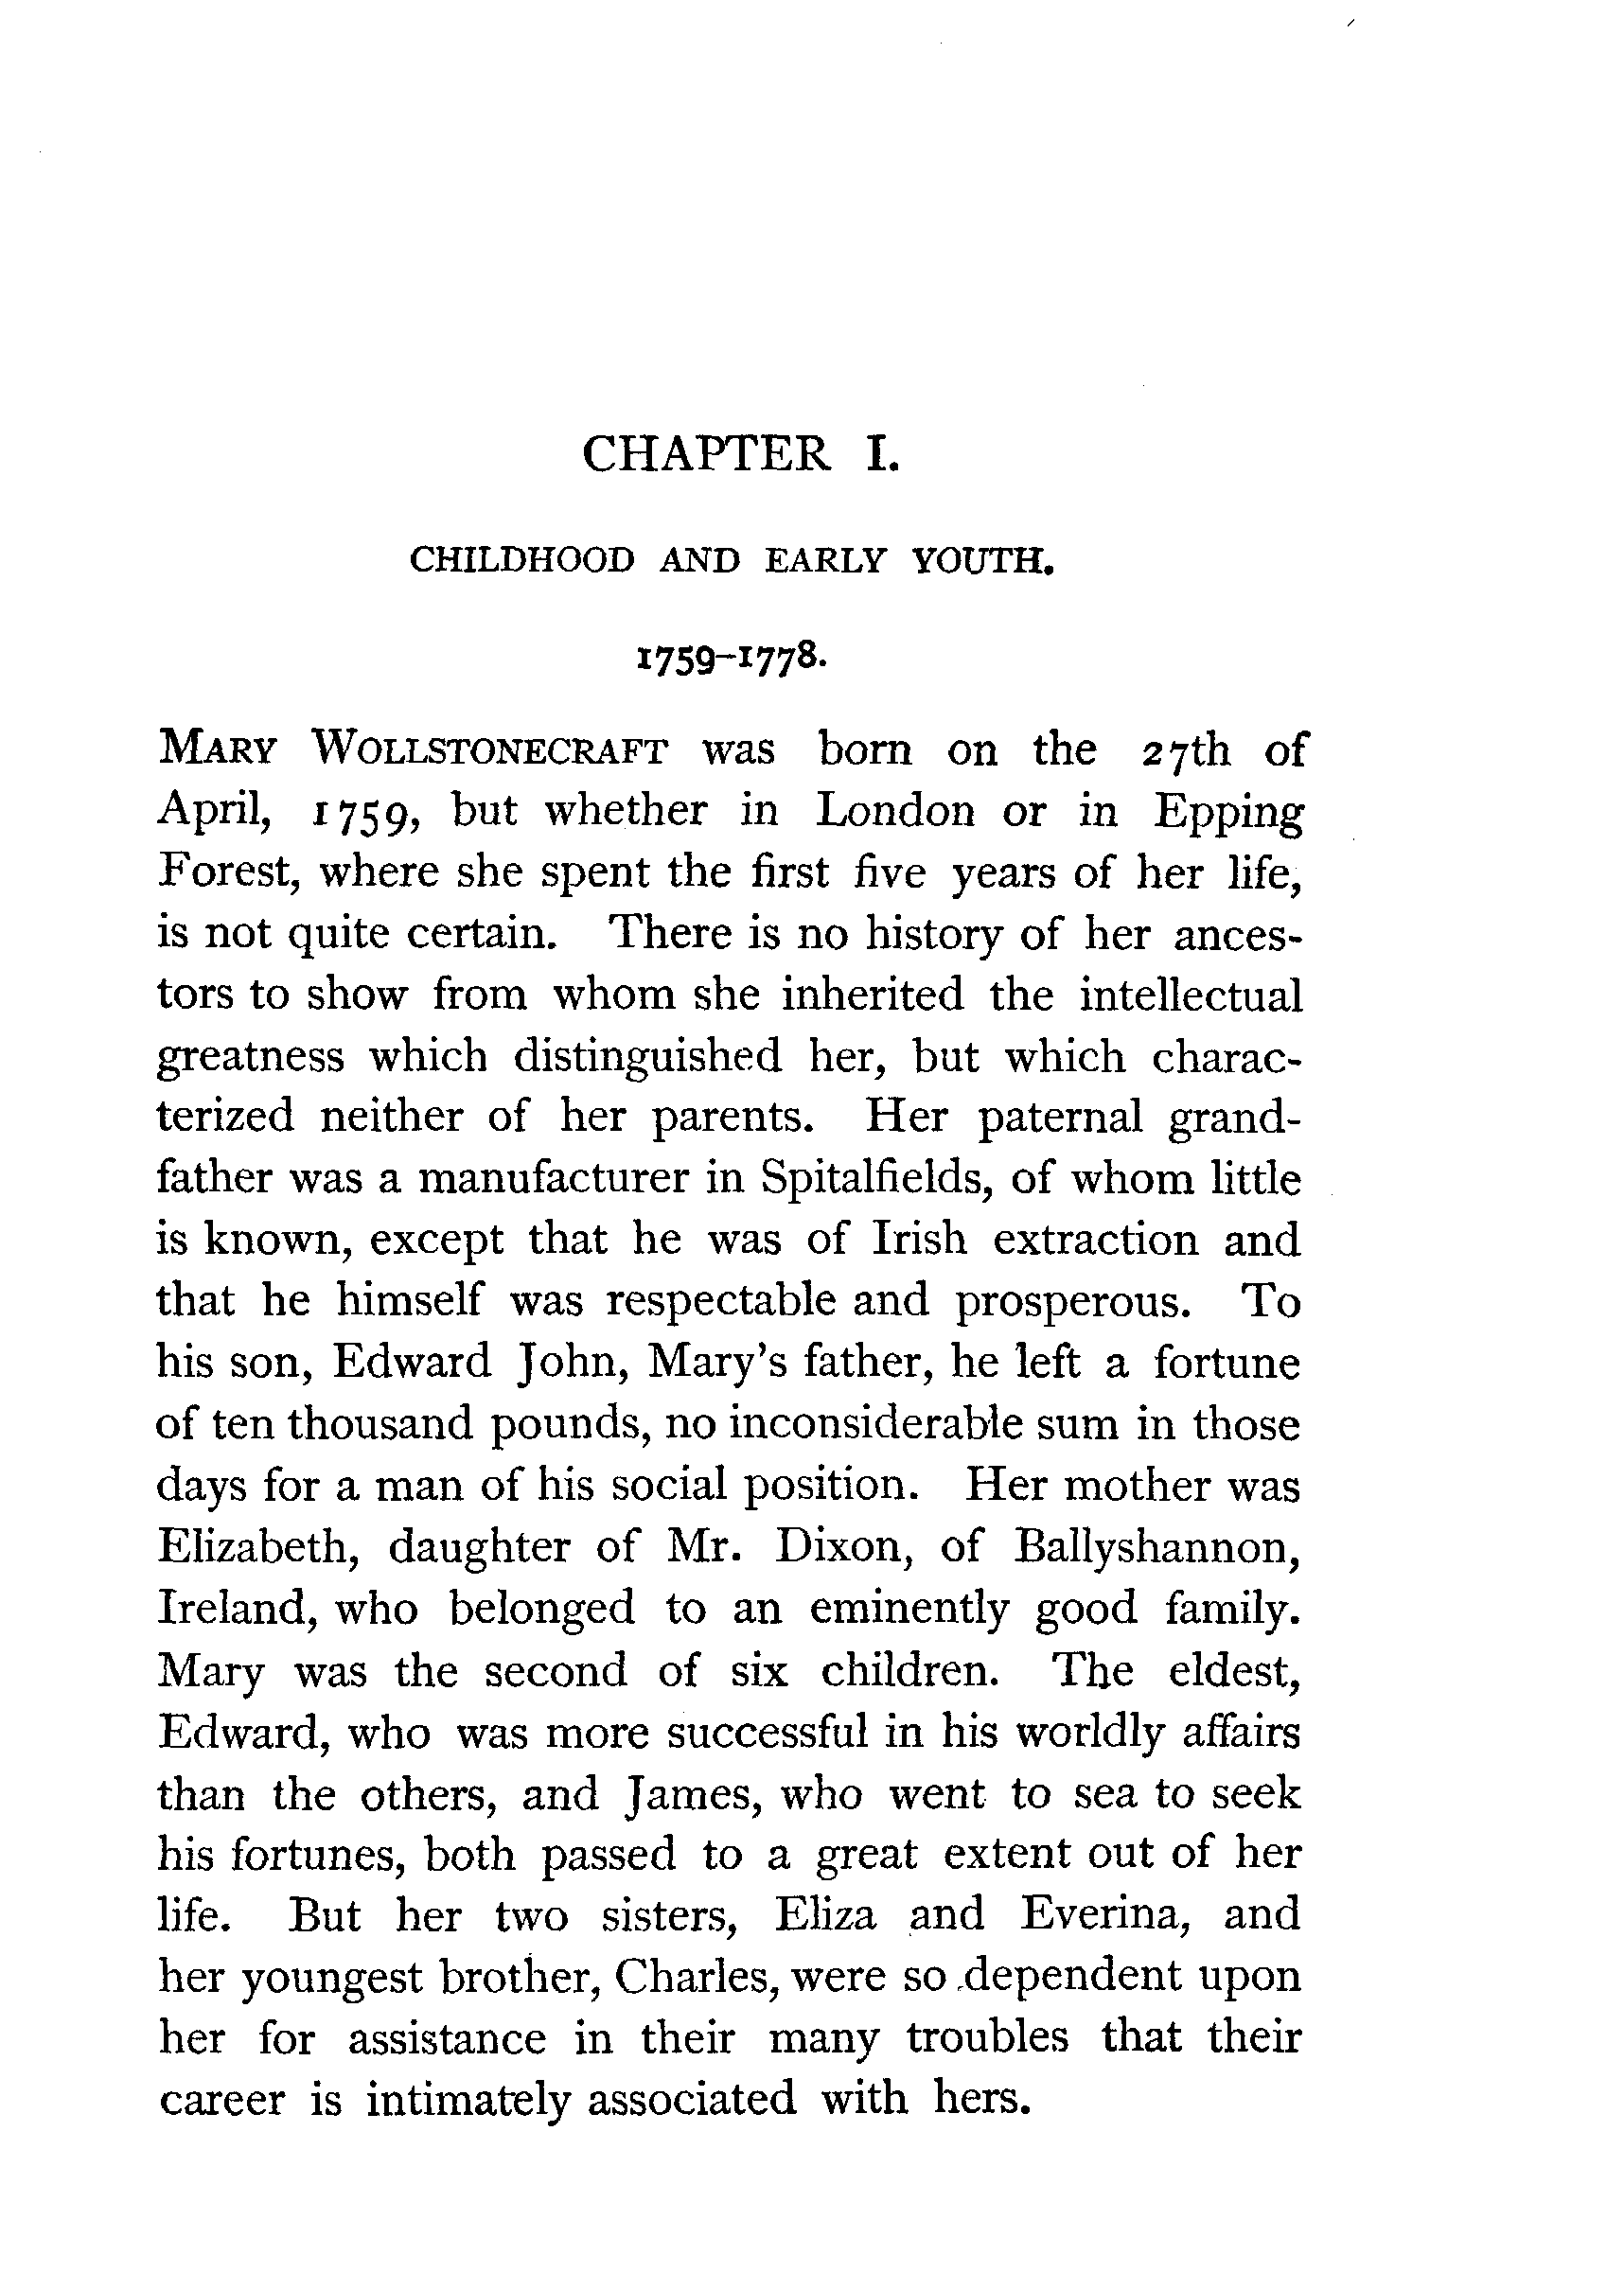 CHAPTER I.
CHILDHOOD AND EARLY YOUTH.
1759–1778.
MARY WOLLSTONECRAFT was born on the 27th of
April, 1759, but whether in London or in Epping
Forest, where she spent the first five years of her life,
is not quite certain. There is no history of her ances-
tors to show from whom she inherited the intellectual
greatness which distinguished her, but which charac-
terized neither of her parents. Her paternal grand-
father was a manufacturer in Spitalfields, of whom little
is known, except that he was of Irish extraction and
that he himself was respectable and prosperous. To
his son, Edward John, Mary's father, he left a fortune
of ten thousand pounds, no inconsiderable sum in those
days for a man of his social position. Her mother was
Elizabeth, daughter of Mr. Dixon, of Ballyshannon,
Ireland, who belonged to an eminently good family.
Mary was the second of six children. The eldest,
Edward, who was more successful in his worldly affairs
than the others, and James, who went to sea to seek
his fortunes, both passed to a great extent out of her
life. But her two sisters, Eliza and Everina, and
her youngest brother, Charles, were so dependent upon
her for assistance in their many troubles that their
career is intimately associated with hers.